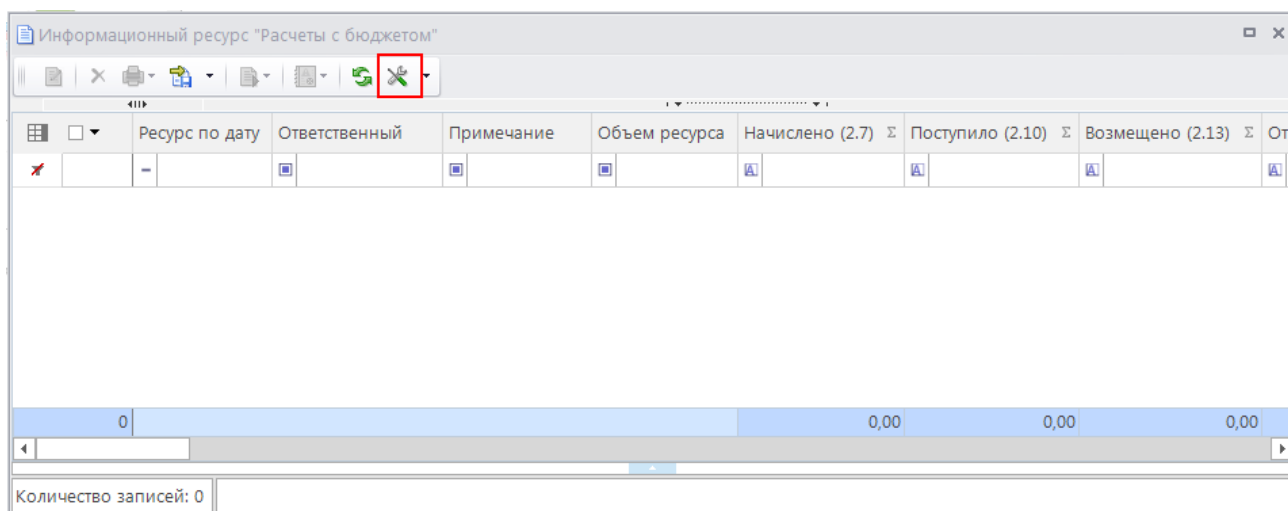 Информационный ресурс "Расчеты с бюджетом"
Ресурс по дату Ответственный Примечание Объем ресурса Начислено (2.7) Σ Поступило (2.10) Σ Возмещено (2.13) Σ От
0 0,00 0,00 0,00
Количество записей: 0